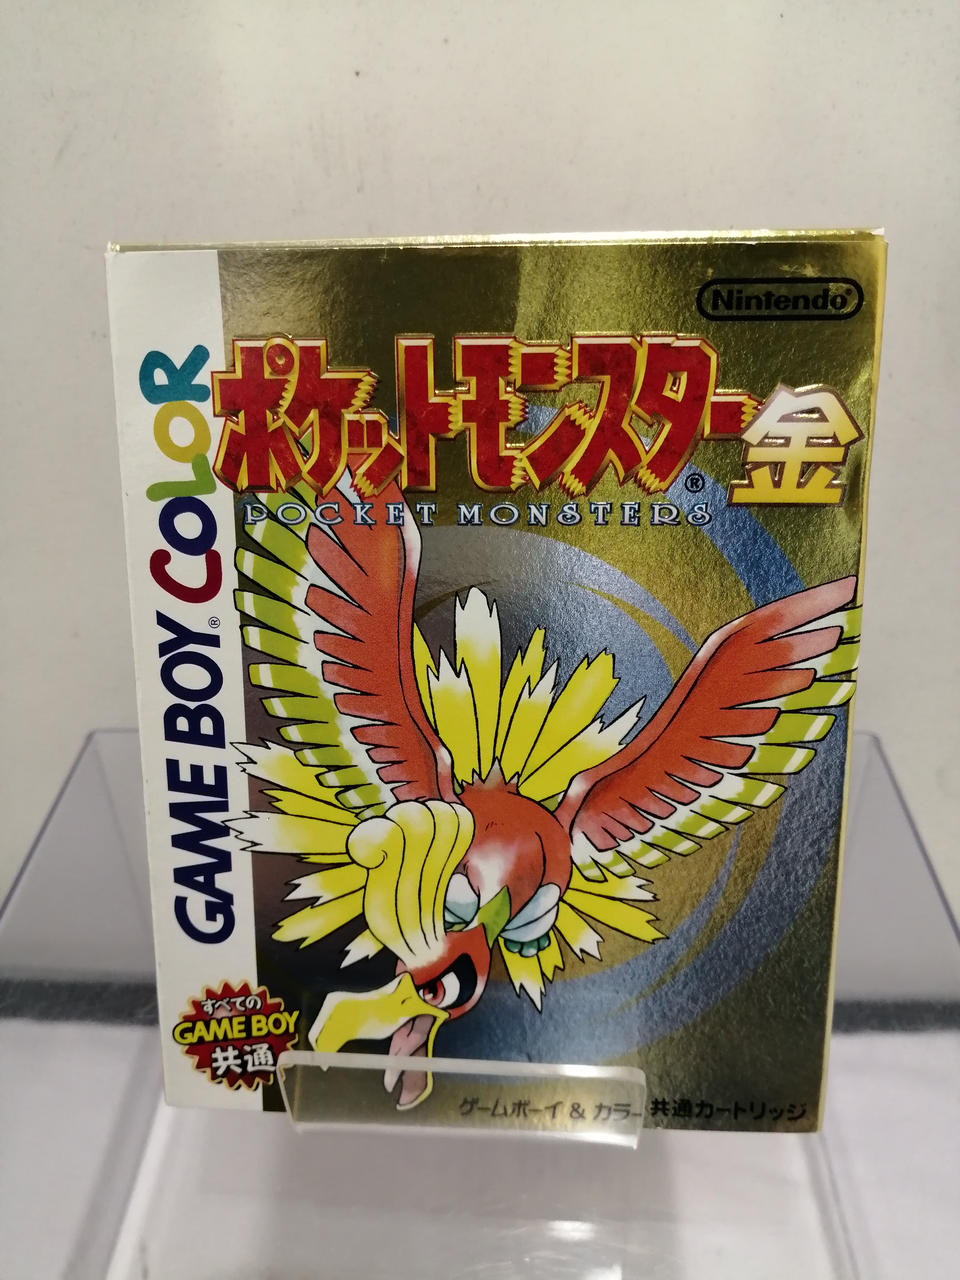 Nintendo®
ポケットモンスター®
金
POCKET MONSTERS
GAME BOY® COLOR
すべての
GAME BOY
共通
ゲームボーイ&カラー共通カートリッジ